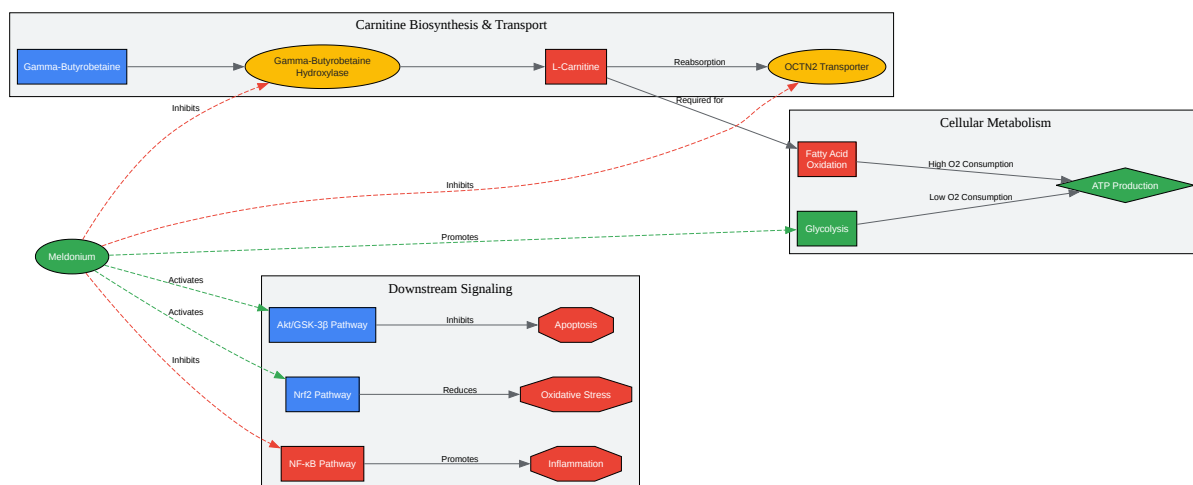 Carnitine Biosynthesis & Transport
Gamma-Butyrobetaine
Gamma-Butyrobetaine
Hydroxylase
L-Carnitine
Reabsorption
OCTN2 Transporter
Required for
Inhibits
Cellular Metabolism
Fatty Acid
Oxidation
High O2 Consumption
ATP Production
Low O2 Consumption
Glycolysis
Inhibits
Promotes
Meldonium
Activates
Activates
Inhibits
Downstream Signaling
Akt/GSK-3β Pathway
Inhibits
Apoptosis
Nrf2 Pathway
Reduces
Oxidative Stress
NF-κB Pathway
Promotes
Inflammation